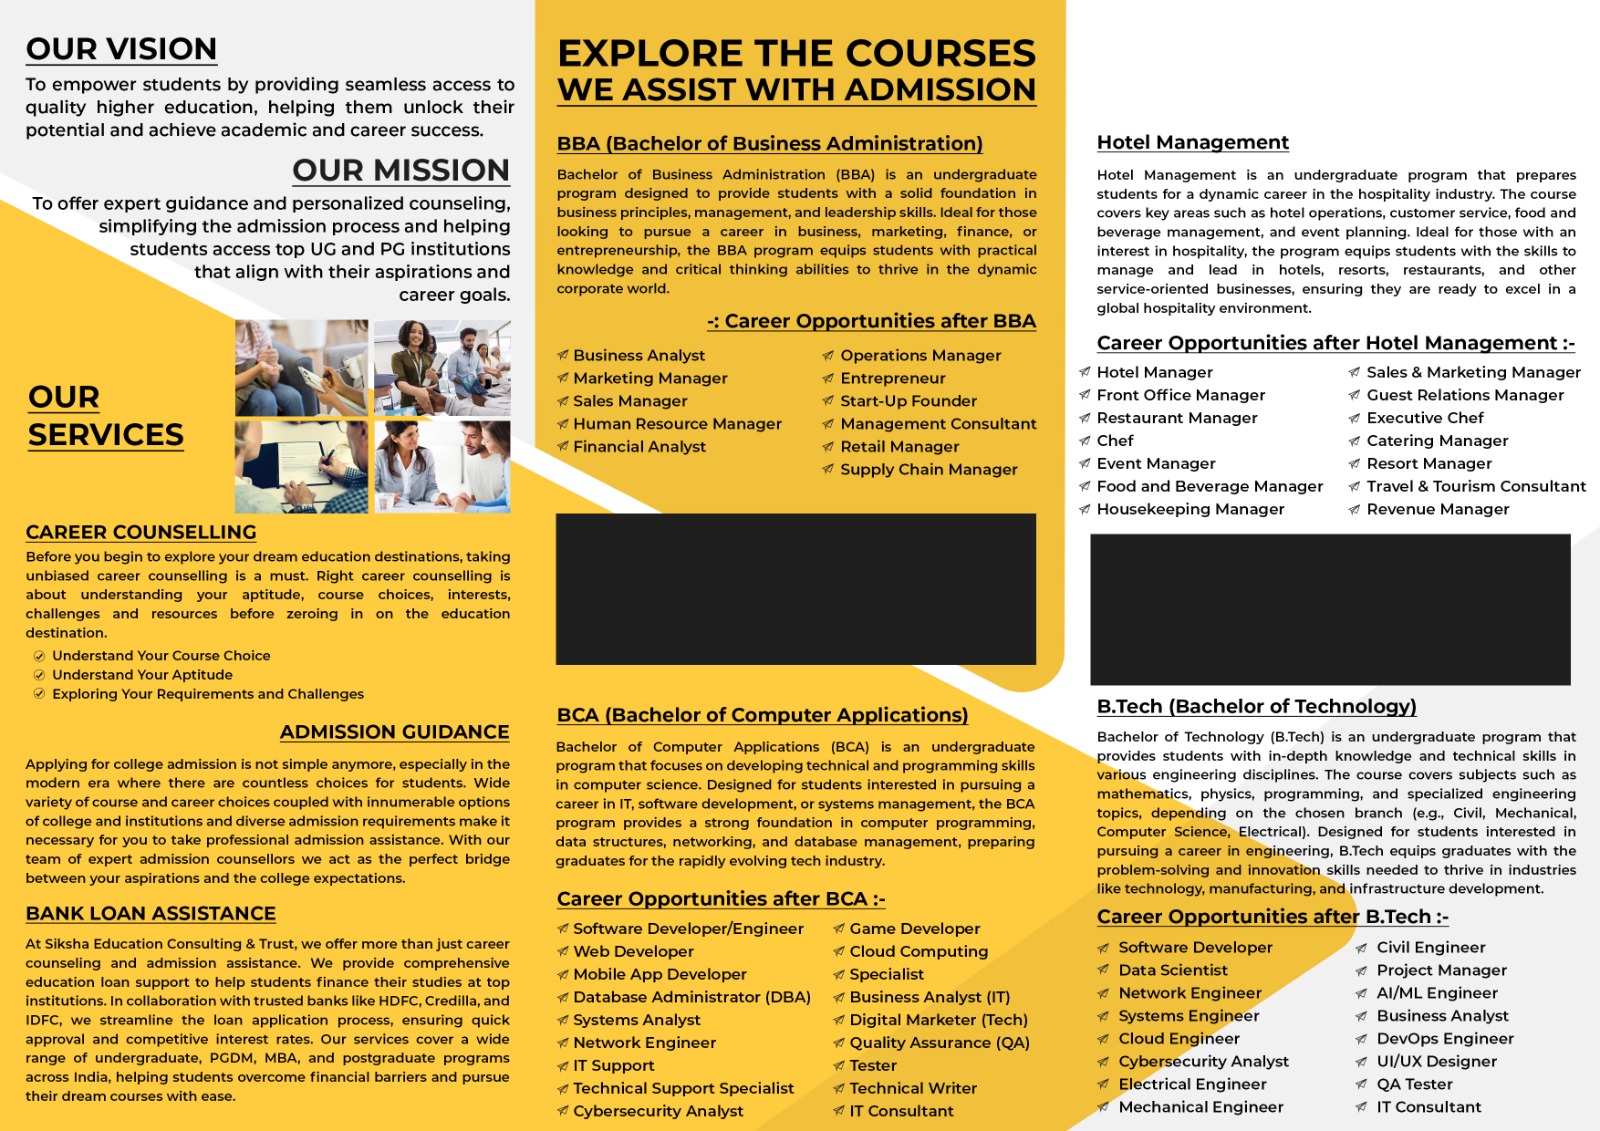 OUR VISION
To empower students by providing seamless access to
quality higher education, helping them unlock their
potential and achieve academic and career success.
OUR MISSION
To offer expert guidance and personalized counseling,
simplifying the admission process and helping
students access top UG and PG institutions
that align with their aspirations and
career goals.
OUR
SERVICES
CAREER COUNSELLING
Before you begin to explore your dream education destinations, taking
unbiased career counselling is a must. Right career counselling is
about understanding your aptitude, course choices, interests,
challenges and resources before zeroing in on the education
destination.
Understand Your Course Choice
Understand Your Aptitude
Exploring Your Requirements and Challenges
ADMISSION GUIDANCE
Applying for college admission is not simple anymore, especially in the
modern era where there are countless choices for students. Wide
variety of course and career choices coupled with innumerable options
of college and institutions and diverse admission requirements make it
necessary for you to take professional admission assistance. With our
team of expert admission counsellors we act as the perfect bridge
between your aspirations and the college expectations.
BANK LOAN ASSISTANCE
At Siksha Education Consulting & Trust, we offer more than just career
counseling and admission assistance. We provide comprehensive
education loan support to help students finance their studies at top
institutions. In collaboration with trusted banks like HDFC, Credilla, and
IDFC, we streamline the loan application process, ensuring quick
approval and competitive interest rates. Our services cover a wide
range of undergraduate, PGDM, MBA, and postgraduate programs
across India, helping students overcome financial barriers and pursue
their dream courses with ease.
EXPLORE THE COURSES
WE ASSIST WITH ADMISSION
BBA (Bachelor of Business Administration)
Bachelor of Business Administration (BBA) is an undergraduate
program designed to provide students with a solid foundation in
business principles, management, and leadership skills. Ideal for those
looking to pursue a career in business, marketing, finance, or
entrepreneurship, the BBA program equips students with practical
knowledge and critical thinking abilities to thrive in the dynamic
corporate world.
-: Career Opportunities after BBA
Business Analyst
Marketing Manager
Sales Manager
Human Resource Manager
Financial Analyst
Operations Manager
Entrepreneur
Start-Up Founder
Management Consultant
Retail Manager
Supply Chain Manager
BCA (Bachelor of Computer Applications)
Bachelor of Computer Applications (BCA) is an undergraduate
program that focuses on developing technical and programming skills
in computer science. Designed for students interested in pursuing a
career in IT, software development, or systems management, the BCA
program provides a strong foundation in computer programming,
data structures, networking, and database management, preparing
graduates for the rapidly evolving tech industry.
Career Opportunities after BCA :-
Software Developer/Engineer
Web Developer
Mobile App Developer
Database Administrator (DBA)
Systems Analyst
Network Engineer
IT Support
Technical Support Specialist
Cybersecurity Analyst
Game Developer
Cloud Computing
Specialist
Business Analyst (IT)
Digital Marketer (Tech)
Quality Assurance (QA)
Tester
Technical Writer
IT Consultant
Hotel Management
Hotel Management is an undergraduate program that prepares
students for a dynamic career in the hospitality industry. The course
covers key areas such as hotel operations, customer service, food and
beverage management, and event planning. Ideal for those with an
interest in hospitality, the program equips students with the skills to
manage and lead in hotels, resorts, restaurants, and other
service-oriented businesses, ensuring they are ready to excel in a
global hospitality environment.
Career Opportunities after Hotel Management :-
Hotel Manager
Front Office Manager
Restaurant Manager
Chef
Event Manager
Food and Beverage Manager
Housekeeping Manager
Sales & Marketing Manager
Guest Relations Manager
Executive Chef
Catering Manager
Resort Manager
Travel & Tourism Consultant
Revenue Manager
B.Tech (Bachelor of Technology)
Bachelor of Technology (B.Tech) is an undergraduate program that
provides students with in-depth knowledge and technical skills in
various engineering disciplines. The course covers subjects such as
mathematics, physics, programming, and specialized engineering
topics, depending on the chosen branch (e.g., Civil, Mechanical,
Computer Science, Electrical). Designed for students interested in
pursuing a career in engineering, B.Tech equips graduates with the
problem-solving and innovation skills needed to thrive in industries
like technology, manufacturing, and infrastructure development.
Career Opportunities after B.Tech :-
Software Developer
Data Scientist
Network Engineer
Systems Engineer
Cloud Engineer
Cybersecurity Analyst
Electrical Engineer
Mechanical Engineer
Civil Engineer
Project Manager
AI/ML Engineer
Business Analyst
DevOps Engineer
UI/UX Designer
QA Tester
IT Consultant